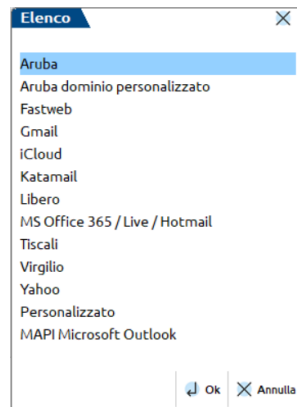 Elenco
Aruba
Aruba dominio personalizzato
Fastweb
Gmail
iCloud
Katamail
Libero
MS Office 365 / Live / Hotmail
Tiscali
Virgilio
Yahoo
Personalizzato
MAPI Microsoft Outlook
Ok Annulla